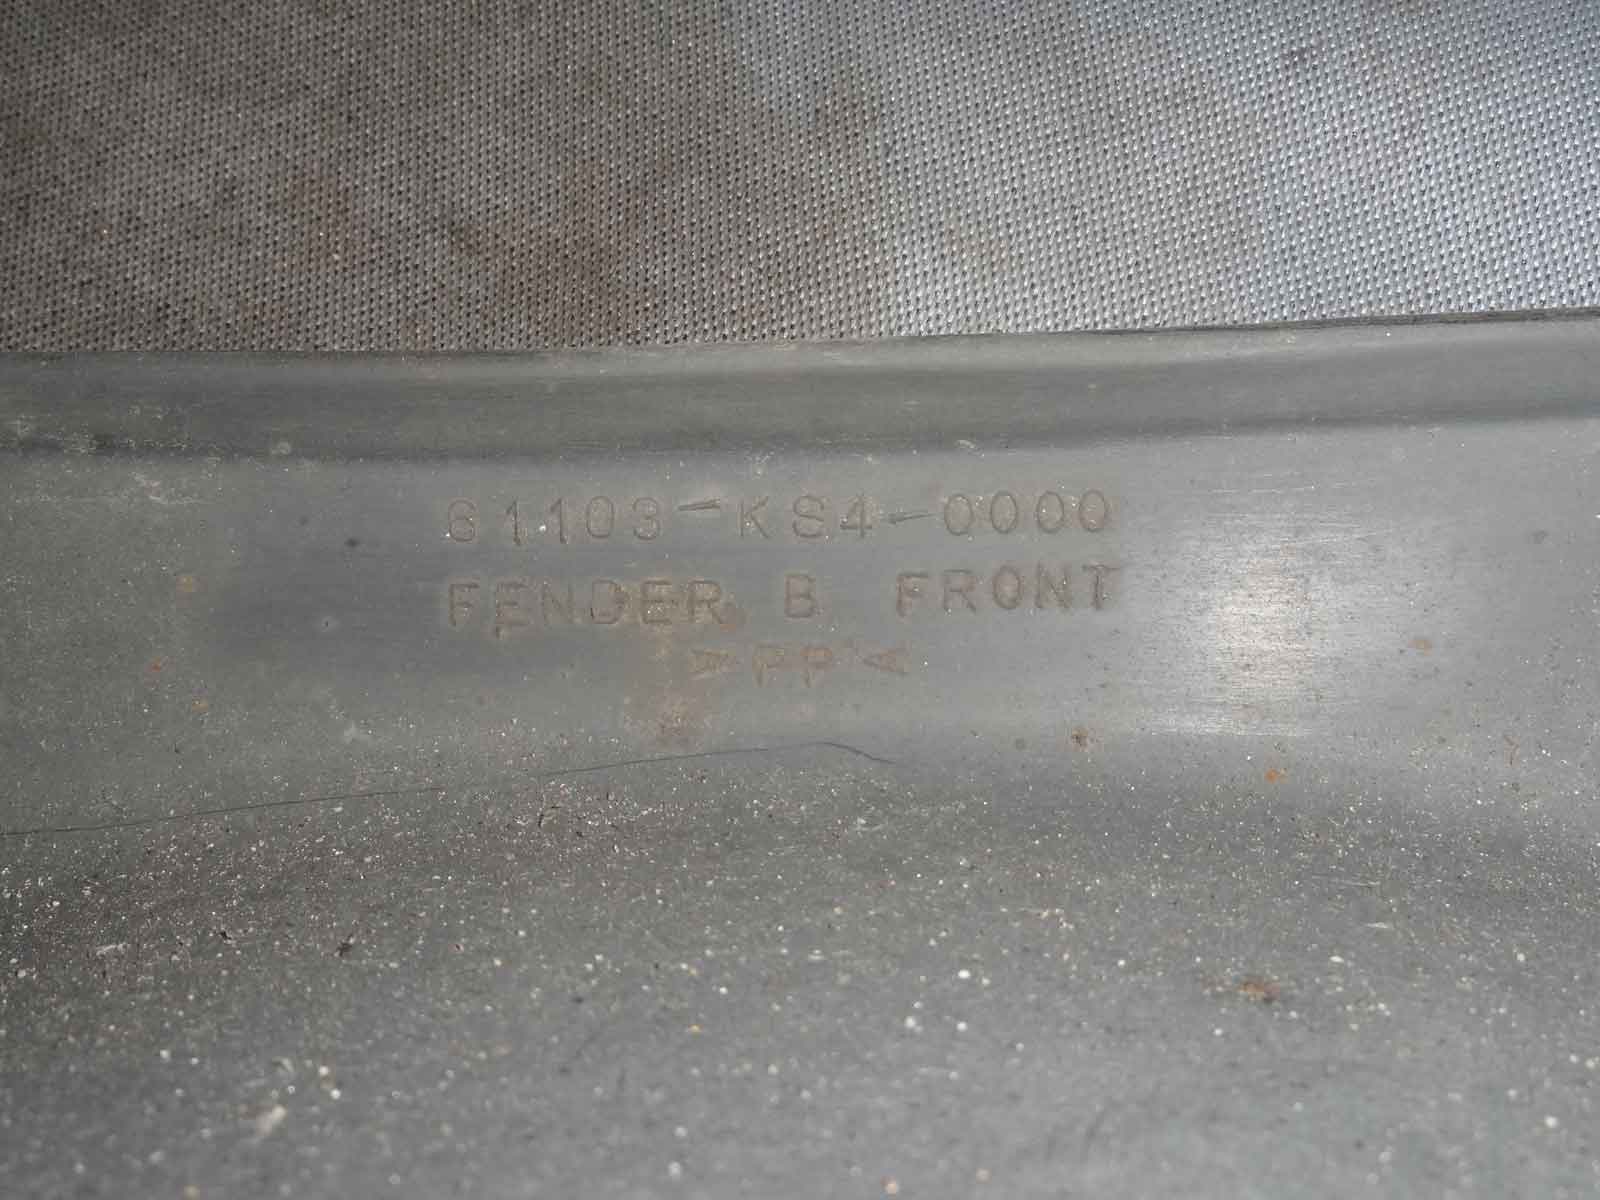 61103-KS4-0000
FENDER B FRONT
>PP<